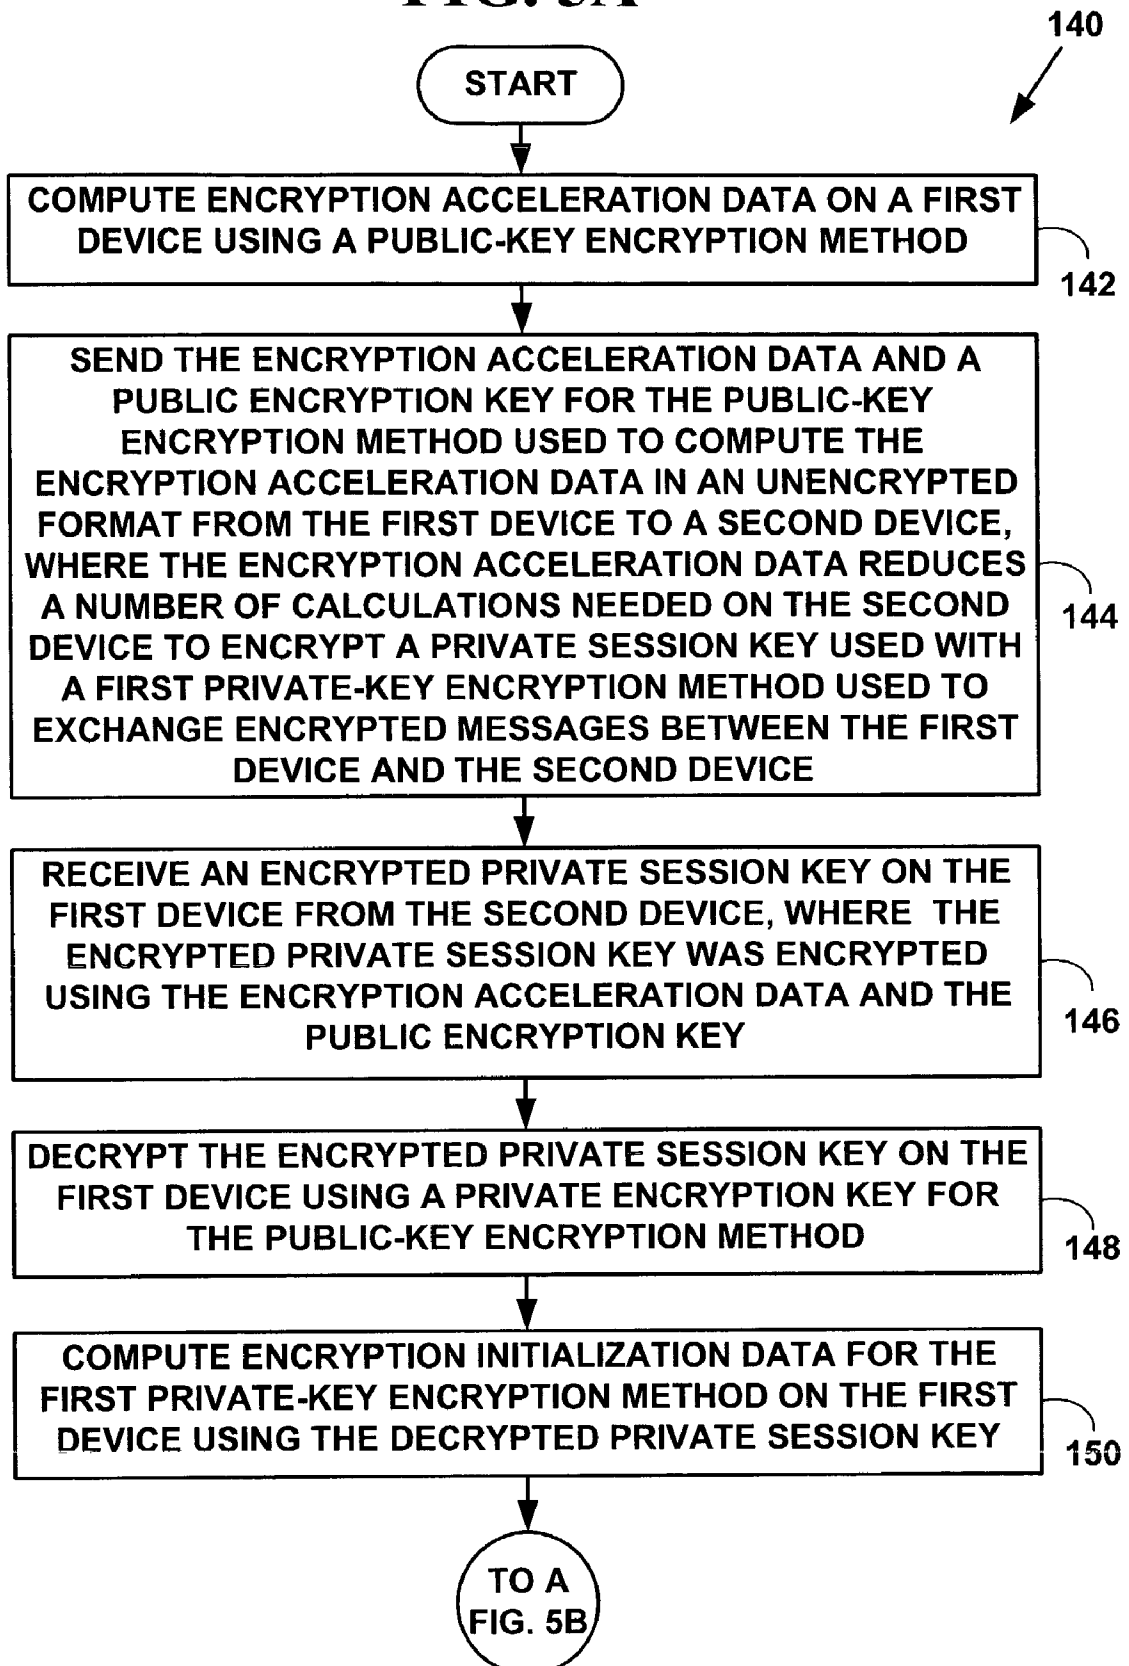 FIG. 5A
140
START
COMPUTE ENCRYPTION ACCELERATION DATA ON A FIRST
DEVICE USING A PUBLIC-KEY ENCRYPTION METHOD
142
SEND THE ENCRYPTION ACCELERATION DATA AND A
PUBLIC ENCRYPTION KEY FOR THE PUBLIC-KEY
ENCRYPTION METHOD USED TO COMPUTE THE
ENCRYPTION ACCELERATION DATA IN AN UNENCRYPTED
FORMAT FROM THE FIRST DEVICE TO A SECOND DEVICE,
WHERE THE ENCRYPTION ACCELERATION DATA REDUCES
A NUMBER OF CALCULATIONS NEEDED ON THE SECOND
DEVICE TO ENCRYPT A PRIVATE SESSION KEY USED WITH
A FIRST PRIVATE-KEY ENCRYPTION METHOD USED TO
EXCHANGE ENCRYPTED MESSAGES BETWEEN THE FIRST
DEVICE AND THE SECOND DEVICE
144
RECEIVE AN ENCRYPTED PRIVATE SESSION KEY ON THE
FIRST DEVICE FROM THE SECOND DEVICE, WHERE THE
ENCRYPTED PRIVATE SESSION KEY WAS ENCRYPTED
USING THE ENCRYPTION ACCELERATION DATA AND THE
PUBLIC ENCRYPTION KEY
146
DECRYPT THE ENCRYPTED PRIVATE SESSION KEY ON THE
FIRST DEVICE USING A PRIVATE ENCRYPTION KEY FOR
THE PUBLIC-KEY ENCRYPTION METHOD
148
COMPUTE ENCRYPTION INITIALIZATION DATA FOR THE
FIRST PRIVATE-KEY ENCRYPTION METHOD ON THE FIRST
DEVICE USING THE DECRYPTED PRIVATE SESSION KEY
150
TO A
FIG. 5B